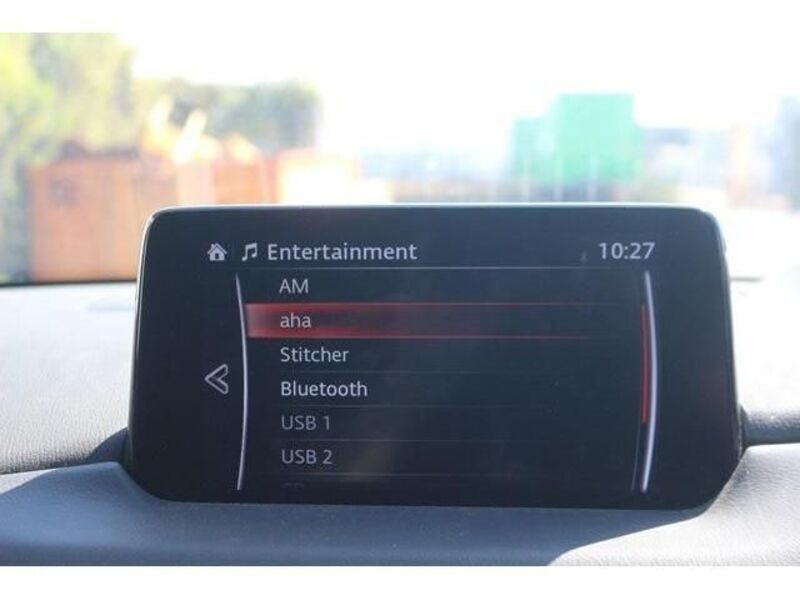 Entertainment 10:27
AM
aha
Stitcher
Bluetooth
USB 1
USB 2